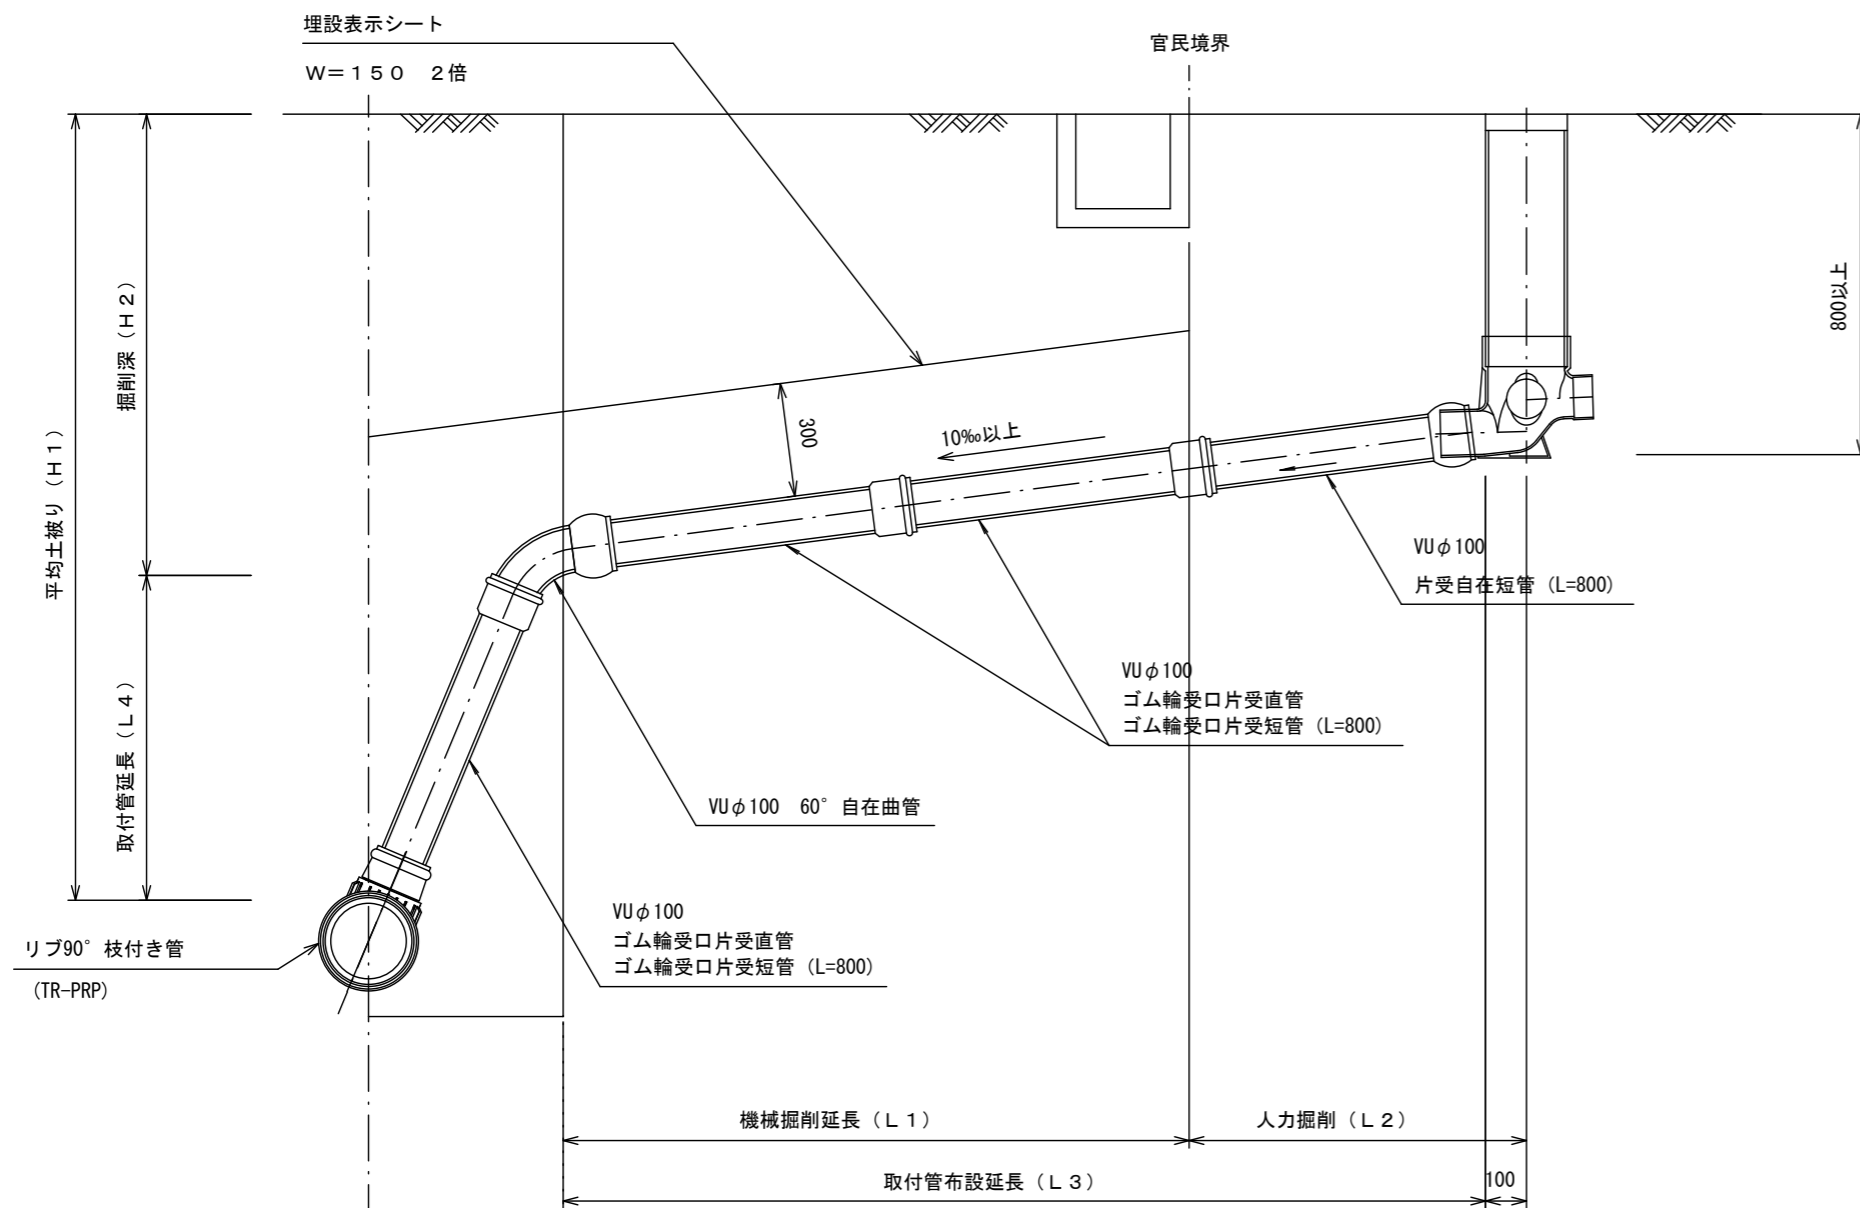 埋設表示シート
W=150 2倍
官民境界
平均土被り(H1)
掘削深(H2)
取付管延長(L4)
300
10‰以上
800以上
VUφ100
片受自在短管(L=800)
VUφ100
ゴム輪受口片受直管
ゴム輪受口片受短管(L=800)
VUφ100 60°自在曲管
VUφ100
ゴム輪受口片受直管
ゴム輪受口片受短管(L=800)
リブ90°枝付き管
(TR-PRP)
機械掘削延長(L1)
人力掘削(L2)
取付管布設延長(L3)
100